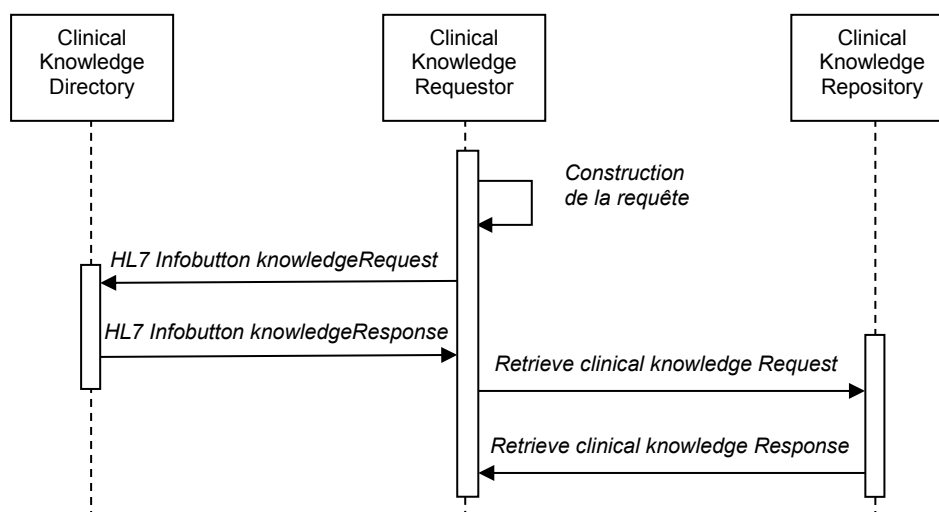 Clinical
Knowledge
Directory
Clinical
Knowledge
Requestor
Clinical
Knowledge
Repository
Construction
de la requête
HL7 Infobutton knowledgeRequest
HL7 Infobutton knowledgeResponse
Retrieve clinical knowledge Request
Retrieve clinical knowledge Response